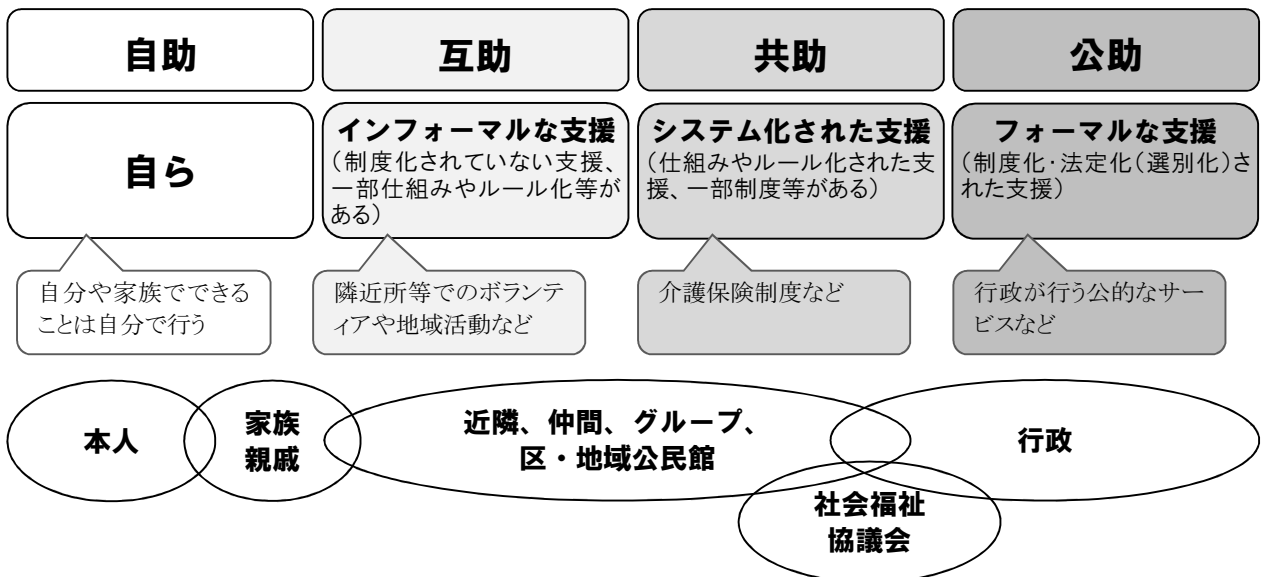 自助
互助
共助
公助
自ら
インフォーマルな支援
(制度化されていない支援、
一部仕組みやルール化等が
ある)
システム化された支援
(仕組みやルール化された支
援、一部制度等がある)
フォーマルな支援
(制度化・法定化(選別化)さ
れた支援)
自分や家族でできる
ことは自分で行う
隣近所等でのボランテ
ィアや地域活動など
介護保険制度など
行政が行う公的なサー
ビスなど
本人
家族
親戚
近隣、仲間、グループ、
区・地域公民館
行政
社会福祉
協議会